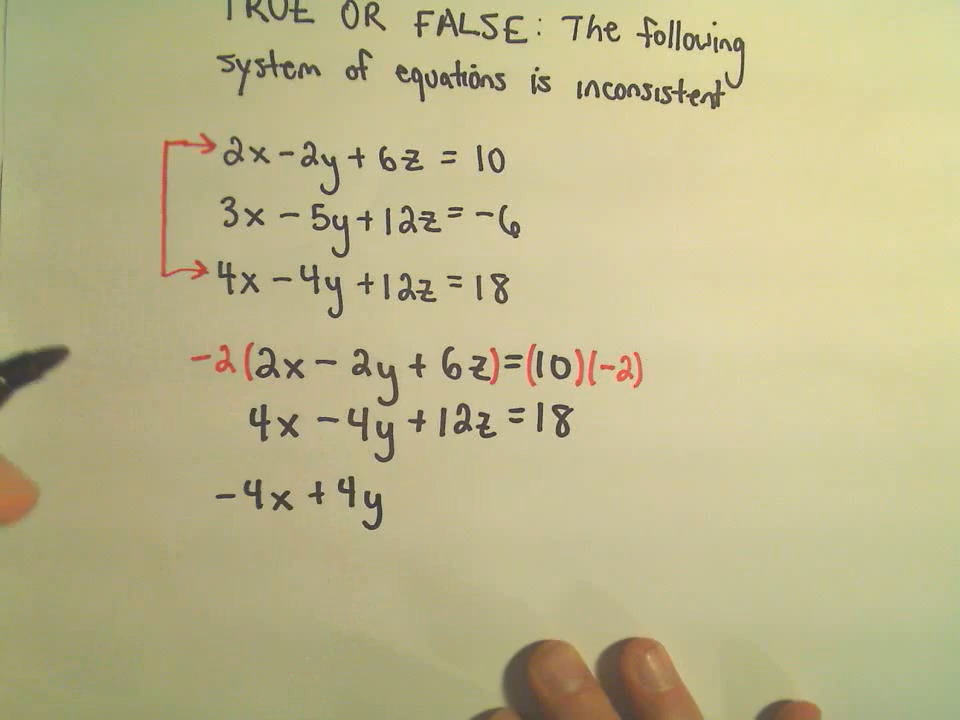 TRUE OR FALSE: The following
system of equations is inconsistent
2x - 2y + 6z = 10
3x - 5y + 12z = -6
4x - 4y + 12z = 18
-2(2x - 2y + 6z) = (10)(-2)
4x - 4y + 12z = 18
-4x + 4y